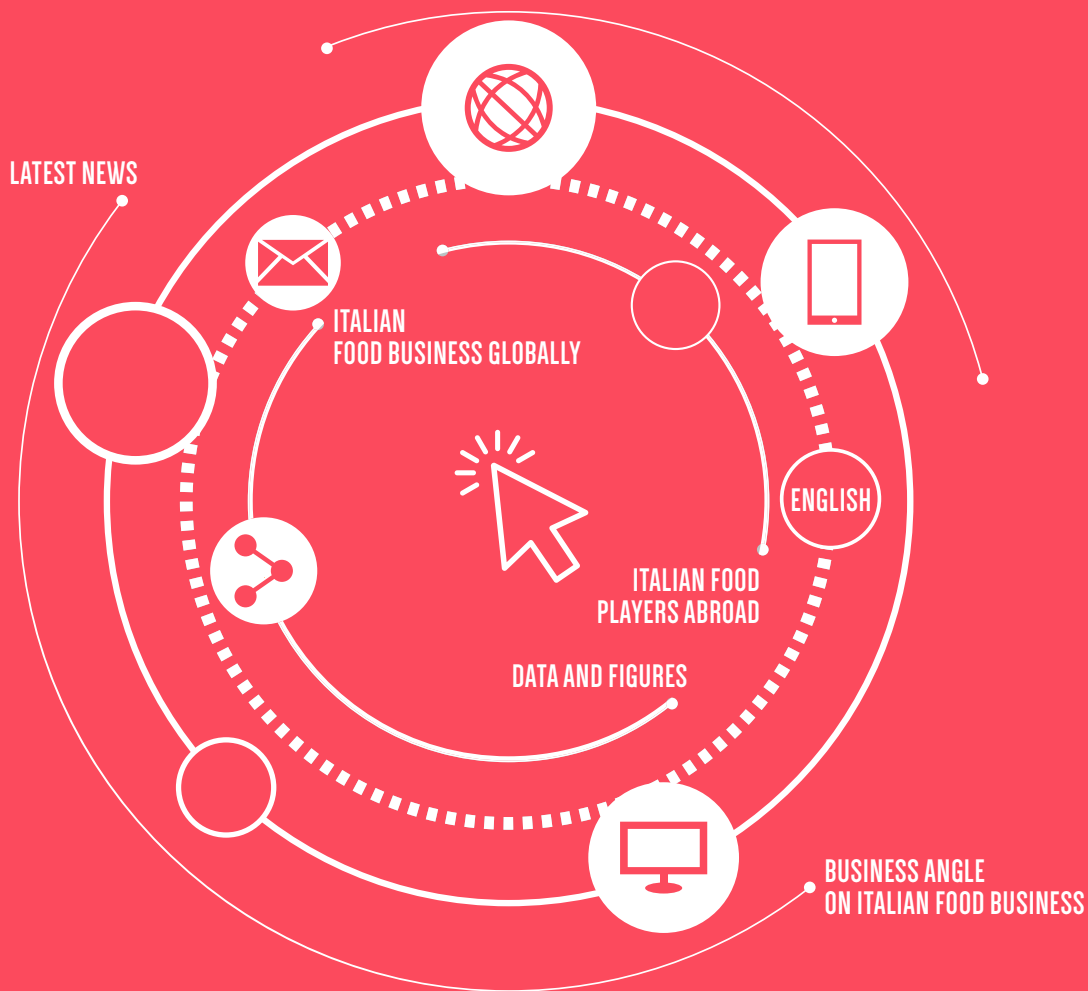 LATEST NEWS
ITALIAN
FOOD BUSINESS GLOBALLY
ENGLISH
ITALIAN FOOD
PLAYERS ABROAD
DATA AND FIGURES
BUSINESS ANGLE
ON ITALIAN FOOD BUSINESS